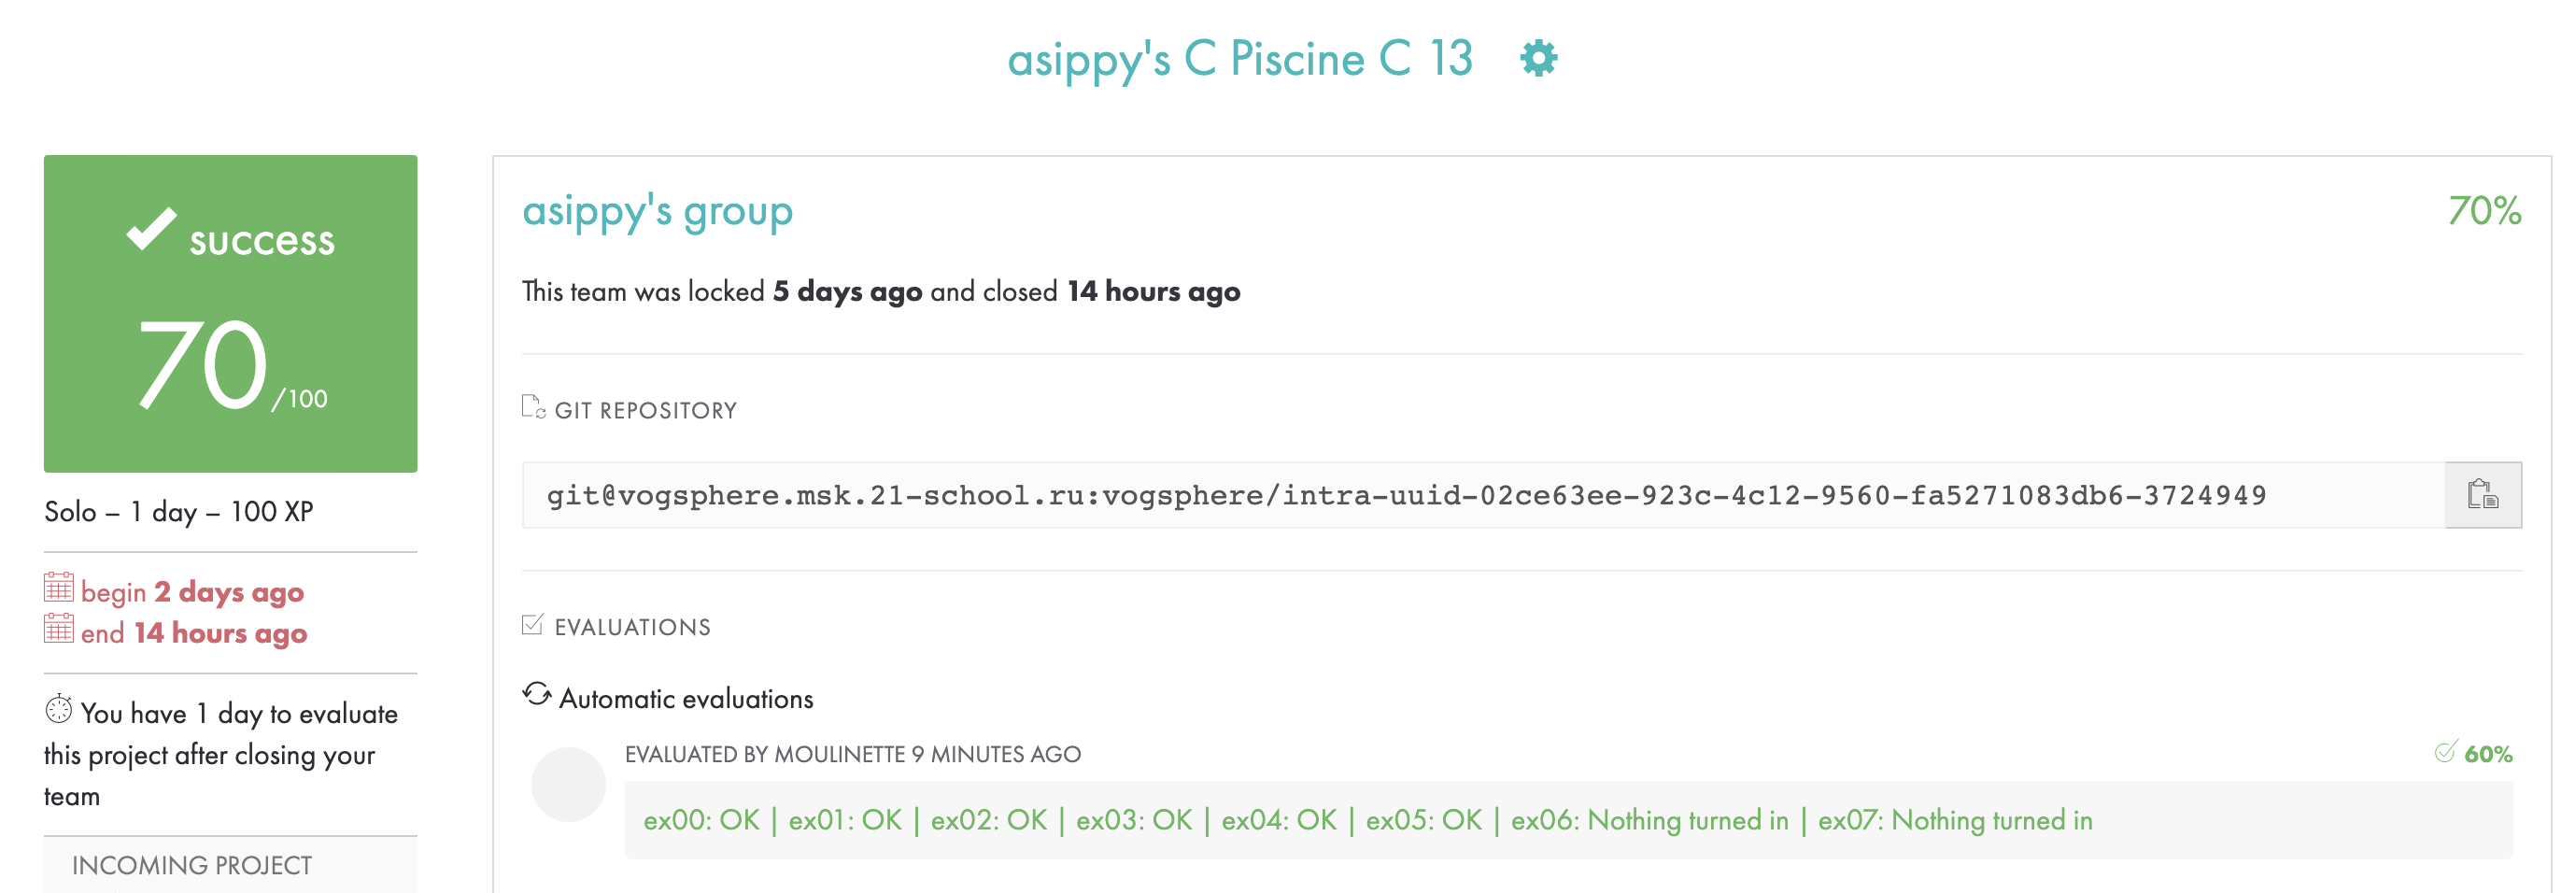 asippy's C Piscine C 13
success
70/100
Solo – 1 day – 100 XP
begin 2 days ago
end 14 hours ago
You have 1 day to evaluate
this project after closing your
team
INCOMING PROJECT
asippy's group
70%
This team was locked 5 days ago and closed 14 hours ago
GIT REPOSITORY
git@vogsphere.msk.21-school.ru:vogsphere/intra-uuid-02ce63ee-923c-4c12-9560-fa5271083db6-3724949
EVALUATIONS
Automatic evaluations
EVALUATED BY MOULINETTE 9 MINUTES AGO
60%
ex00: OK | ex01: OK | ex02: OK | ex03: OK | ex04: OK | ex05: OK | ex06: Nothing turned in | ex07: Nothing turned in